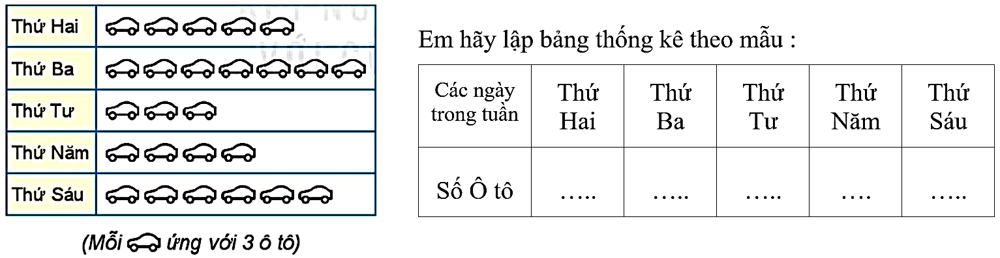 Thứ Hai
Thứ Ba
Thứ Tư
Thứ Năm
Thứ Sáu
(Mỗi ứng với 3 ô tô)
Em hãy lập bảng thống kê theo mẫu :
Các ngày trong tuần
Thứ Hai
Thứ Ba
Thứ Tư
Thứ Năm
Thứ Sáu
Số Ô tô
.....
.....
.....
....
.....